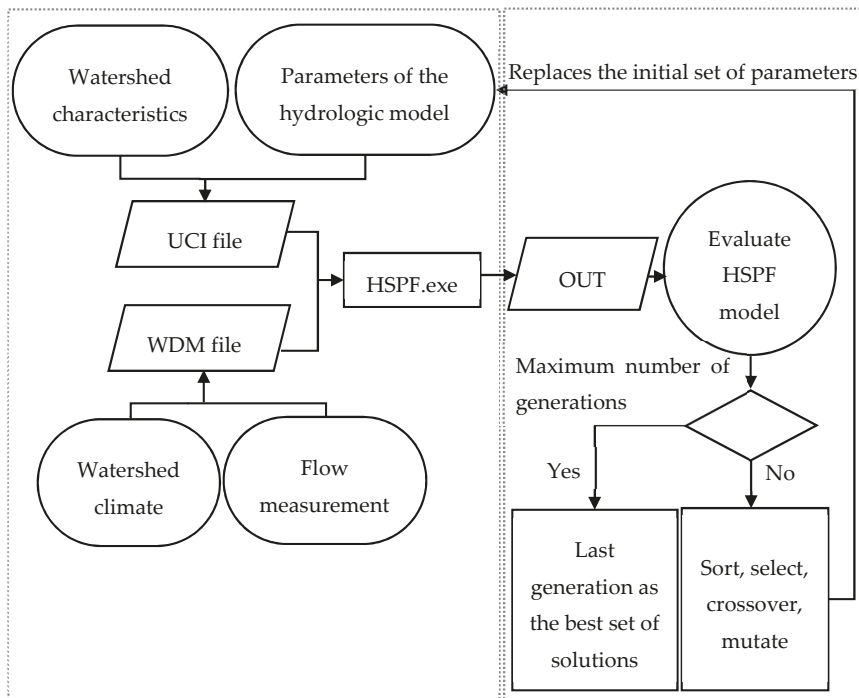 Watershed
characteristics
Parameters of the
hydrologic model
Replaces the initial set of parameters
UCI file
WDM file
HSPF.exe
OUT
Evaluate
HSPF
model
Watershed
climate
Flow
measurement
Maximum number of
generations
Yes
No
Last
generation as
the best set of
solutions
Sort, select,
crossover,
mutate